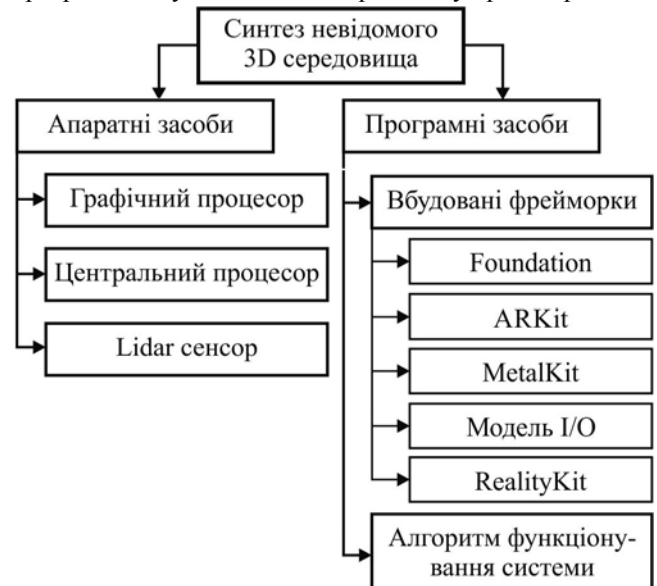 Синтез невідомого
3D середовища
Апаратні засоби
Програмні засоби
Графічний процесор
Вбудовані фрейморки
Центральний процесор
Foundation
Lidar сенсор
ARKit
MetalKit
Модель I/O
RealityKit
Алгоритм функціону-
вання системи